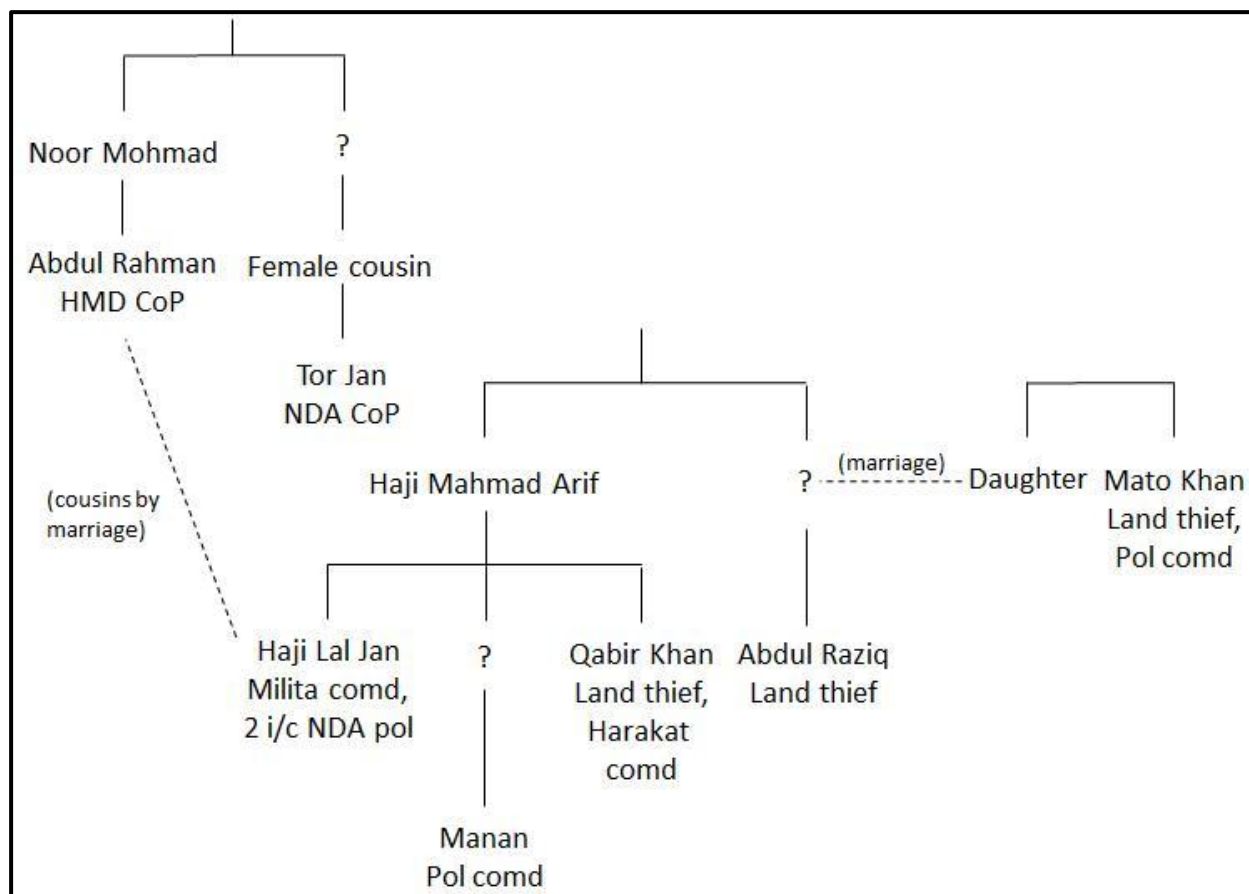 Noor Mohmad
?
Abdul Rahman
HMD CoP
Female cousin
Tor Jan
NDA CoP
Haji Mahmad Arif
?
(marriage)
Daughter
Mato Khan
Land thief,
Pol comd
(cousins by
marriage)
Haji Lal Jan
Milita comd,
2 i/c NDA pol
?
Qabir Khan
Land thief,
Harakat
comd
Abdul Raziq
Land thief
Manan
Pol comd